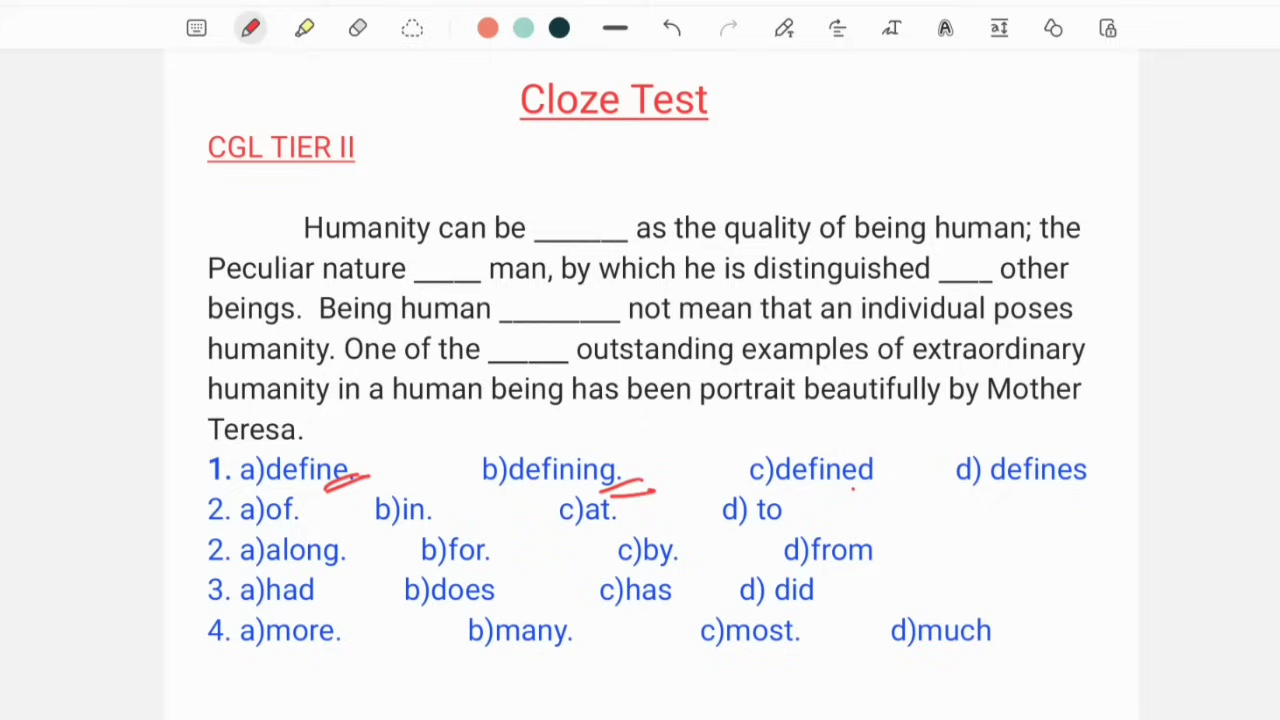 Cloze Test
CGL TIER II
Humanity can be _______ as the quality of being human; the
Peculiar nature _____ man, by which he is distinguished ____ other
beings. Being human _________ not mean that an individual poses
humanity. One of the ______ outstanding examples of extraordinary
humanity in a human being has been portrait beautifully by Mother
Teresa.
1. a)define. b)defining. c)defined d) defines
2. a)of. b)in. c)at. d) to
2. a)along. b)for. c)by. d)from
3. a)had b)does c)has d) did
4. a)more. b)many. c)most. d)much